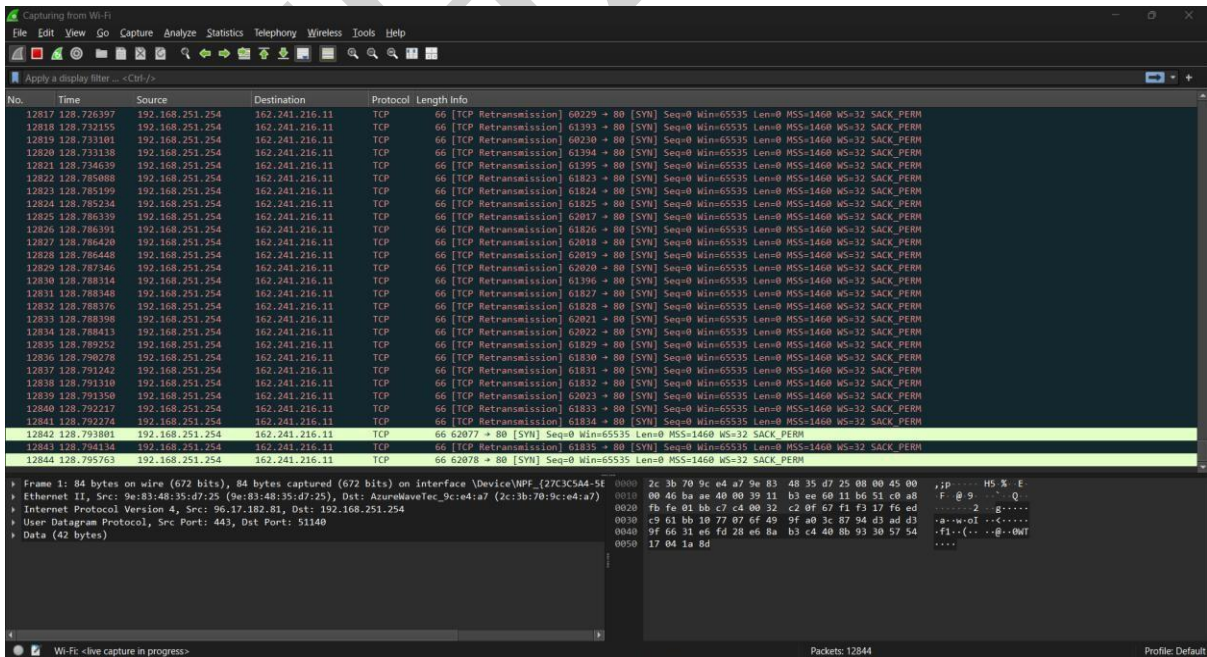 Capturing from Wi-Fi
File Edit View Go Capture Analyze Statistics Telephony Wireless Tools Help
Apply a display filter ... <Ctrl-/>
No. Time Source Destination Protocol Length Info
12817 128.726397 192.168.251.254 162.241.216.11 TCP 66 [TCP Retransmission] 60229 → 80 [SYN] Seq=0 Win=65535 Len=0 MSS=1460 WS=32 SACK_PERM
12818 128.732155 192.168.251.254 162.241.216.11 TCP 66 [TCP Retransmission] 61393 → 80 [SYN] Seq=0 Win=65535 Len=0 MSS=1460 WS=32 SACK_PERM
12819 128.733101 192.168.251.254 162.241.216.11 TCP 66 [TCP Retransmission] 60230 → 80 [SYN] Seq=0 Win=65535 Len=0 MSS=1460 WS=32 SACK_PERM
12820 128.733138 192.168.251.254 162.241.216.11 TCP 66 [TCP Retransmission] 61394 → 80 [SYN] Seq=0 Win=65535 Len=0 MSS=1460 WS=32 SACK_PERM
12821 128.734639 192.168.251.254 162.241.216.11 TCP 66 [TCP Retransmission] 61395 → 80 [SYN] Seq=0 Win=65535 Len=0 MSS=1460 WS=32 SACK_PERM
12822 128.785088 192.168.251.254 162.241.216.11 TCP 66 [TCP Retransmission] 61823 → 80 [SYN] Seq=0 Win=65535 Len=0 MSS=1460 WS=32 SACK_PERM
12823 128.785199 192.168.251.254 162.241.216.11 TCP 66 [TCP Retransmission] 61824 → 80 [SYN] Seq=0 Win=65535 Len=0 MSS=1460 WS=32 SACK_PERM
12824 128.785234 192.168.251.254 162.241.216.11 TCP 66 [TCP Retransmission] 61825 → 80 [SYN] Seq=0 Win=65535 Len=0 MSS=1460 WS=32 SACK_PERM
12825 128.786339 192.168.251.254 162.241.216.11 TCP 66 [TCP Retransmission] 62017 → 80 [SYN] Seq=0 Win=65535 Len=0 MSS=1460 WS=32 SACK_PERM
12826 128.786391 192.168.251.254 162.241.216.11 TCP 66 [TCP Retransmission] 61826 → 80 [SYN] Seq=0 Win=65535 Len=0 MSS=1460 WS=32 SACK_PERM
12827 128.786420 192.168.251.254 162.241.216.11 TCP 66 [TCP Retransmission] 62018 → 80 [SYN] Seq=0 Win=65535 Len=0 MSS=1460 WS=32 SACK_PERM
12828 128.786448 192.168.251.254 162.241.216.11 TCP 66 [TCP Retransmission] 62019 → 80 [SYN] Seq=0 Win=65535 Len=0 MSS=1460 WS=32 SACK_PERM
12829 128.787346 192.168.251.254 162.241.216.11 TCP 66 [TCP Retransmission] 62020 → 80 [SYN] Seq=0 Win=65535 Len=0 MSS=1460 WS=32 SACK_PERM
12830 128.788314 192.168.251.254 162.241.216.11 TCP 66 [TCP Retransmission] 61396 → 80 [SYN] Seq=0 Win=65535 Len=0 MSS=1460 WS=32 SACK_PERM
12831 128.788348 192.168.251.254 162.241.216.11 TCP 66 [TCP Retransmission] 61827 → 80 [SYN] Seq=0 Win=65535 Len=0 MSS=1460 WS=32 SACK_PERM
12832 128.788376 192.168.251.254 162.241.216.11 TCP 66 [TCP Retransmission] 61828 → 80 [SYN] Seq=0 Win=65535 Len=0 MSS=1460 WS=32 SACK_PERM
12833 128.788398 192.168.251.254 162.241.216.11 TCP 66 [TCP Retransmission] 62021 → 80 [SYN] Seq=0 Win=65535 Len=0 MSS=1460 WS=32 SACK_PERM
12834 128.788413 192.168.251.254 162.241.216.11 TCP 66 [TCP Retransmission] 62022 → 80 [SYN] Seq=0 Win=65535 Len=0 MSS=1460 WS=32 SACK_PERM
12835 128.789252 192.168.251.254 162.241.216.11 TCP 66 [TCP Retransmission] 61829 → 80 [SYN] Seq=0 Win=65535 Len=0 MSS=1460 WS=32 SACK_PERM
12836 128.790278 192.168.251.254 162.241.216.11 TCP 66 [TCP Retransmission] 61830 → 80 [SYN] Seq=0 Win=65535 Len=0 MSS=1460 WS=32 SACK_PERM
12837 128.791242 192.168.251.254 162.241.216.11 TCP 66 [TCP Retransmission] 61831 → 80 [SYN] Seq=0 Win=65535 Len=0 MSS=1460 WS=32 SACK_PERM
12838 128.791310 192.168.251.254 162.241.216.11 TCP 66 [TCP Retransmission] 61832 → 80 [SYN] Seq=0 Win=65535 Len=0 MSS=1460 WS=32 SACK_PERM
12839 128.791350 192.168.251.254 162.241.216.11 TCP 66 [TCP Retransmission] 62023 → 80 [SYN] Seq=0 Win=65535 Len=0 MSS=1460 WS=32 SACK_PERM
12840 128.792217 192.168.251.254 162.241.216.11 TCP 66 [TCP Retransmission] 61833 → 80 [SYN] Seq=0 Win=65535 Len=0 MSS=1460 WS=32 SACK_PERM
12841 128.792274 192.168.251.254 162.241.216.11 TCP 66 [TCP Retransmission] 61834 → 80 [SYN] Seq=0 Win=65535 Len=0 MSS=1460 WS=32 SACK_PERM
12842 128.793801 192.168.251.254 162.241.216.11 TCP 66 62077 → 80 [SYN] Seq=0 Win=65535 Len=0 MSS=1460 WS=32 SACK_PERM
12843 128.794134 192.168.251.254 162.241.216.11 TCP 66 [TCP Retransmission] 61835 → 80 [SYN] Seq=0 Win=65535 Len=0 MSS=1460 WS=32 SACK_PERM
12844 128.795763 192.168.251.254 162.241.216.11 TCP 66 62078 → 80 [SYN] Seq=0 Win=65535 Len=0 MSS=1460 WS=32 SACK_PERM
Frame 1: 84 bytes on wire (672 bits), 84 bytes captured (672 bits) on interface \Device\NPF_{27C3C5A4-5E
Ethernet II, Src: 9e:83:48:35:d7:25 (9e:83:48:35:d7:25), Dst: AzureWaveTec_9c:e4:a7 (2c:3b:70:9c:e4:a7)
Internet Protocol Version 4, Src: 96.17.182.81, Dst: 192.168.251.254
User Datagram Protocol, Src Port: 443, Dst Port: 51140
Data (42 bytes)
0000 2c 3b 70 9c e4 a7 9e 83 48 35 d7 25 08 00 45 00 ,;p·····H5·%··E·
0010 00 46 ba ae 40 00 39 11 b3 ee 60 11 b6 51 c0 a8 ·F··@·9···`··Q··
0020 fb fe 01 bb c7 c4 00 32 c2 0f 67 f1 f3 17 f6 ed ·······2··g·····
0030 c9 61 bb 10 77 07 6f 49 9f a0 3c 87 94 d3 ad d3 ·a··w·oI··<·····
0040 9f 66 31 e6 fd 28 e6 8a b3 c4 40 8b 93 30 57 54 ·f1··(····@··0WT
0050 17 04 1a 8d ····
Wi-Fi: <live capture in progress> Packets: 12844 Profile: Default